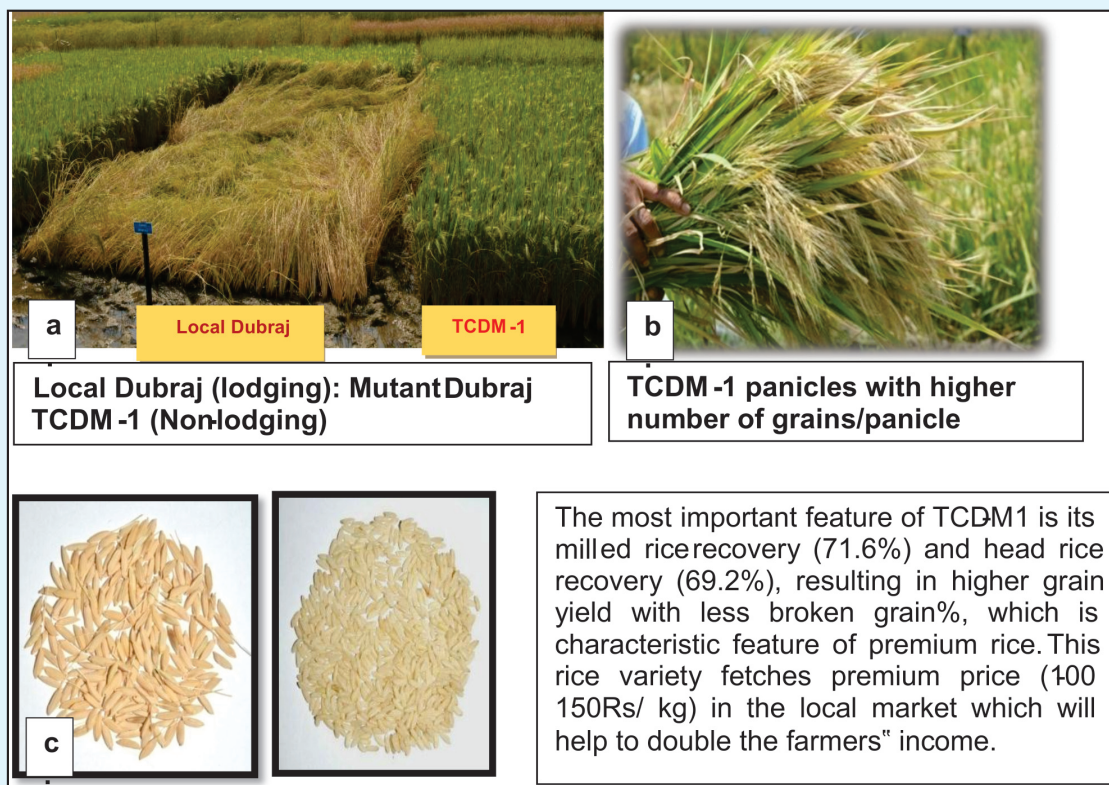 Local Dubraj
TCDM -1
a
.
b
.
Local Dubraj (lodging): Mutant Dubraj
TCDM -1 (Non-lodging)
TCDM -1 panicles with higher
number of grains/panicle
c
.
The most important feature of TCD-M1 is its
milled rice recovery (71.6%) and head rice
recovery (69.2%), resulting in higher grain
yield with less broken grain%, which is
characteristic feature of premium rice. This
rice variety fetches premium price (100-
150Rs/ kg) in the local market which will
help to double the farmers‟ income.